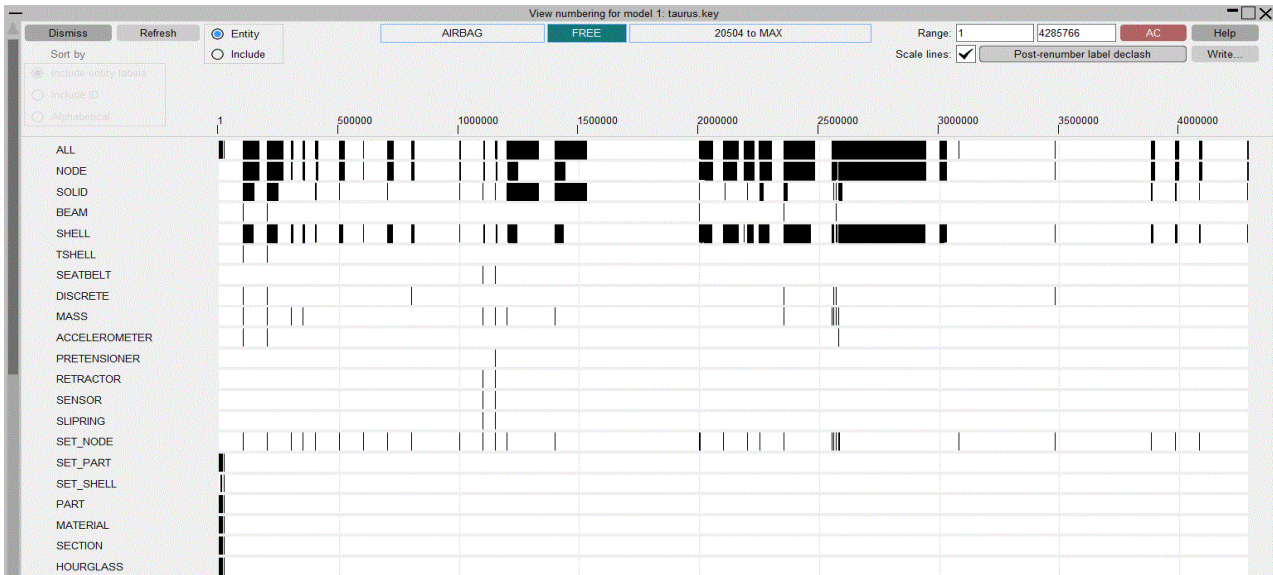 View numbering for model 1: taurus.key
Dismiss Refresh Entity AIRBAG FREE 20504 to MAX Range: 1 4285766 AC Help
Sort by Include Scale lines: Post-renumber label declash Write...
Include entity labels
Include ID
Alphabetical
1 500000 1000000 1500000 2000000 2500000 3000000 3500000 4000000
ALL
NODE
SOLID
BEAM
SHELL
TSHELL
SEATBELT
DISCRETE
MASS
ACCELEROMETER
PRETENSIONER
RETRACTOR
SENSOR
SLIPRING
SET_NODE
SET_PART
SET_SHELL
PART
MATERIAL
SECTION
HOURGLASS